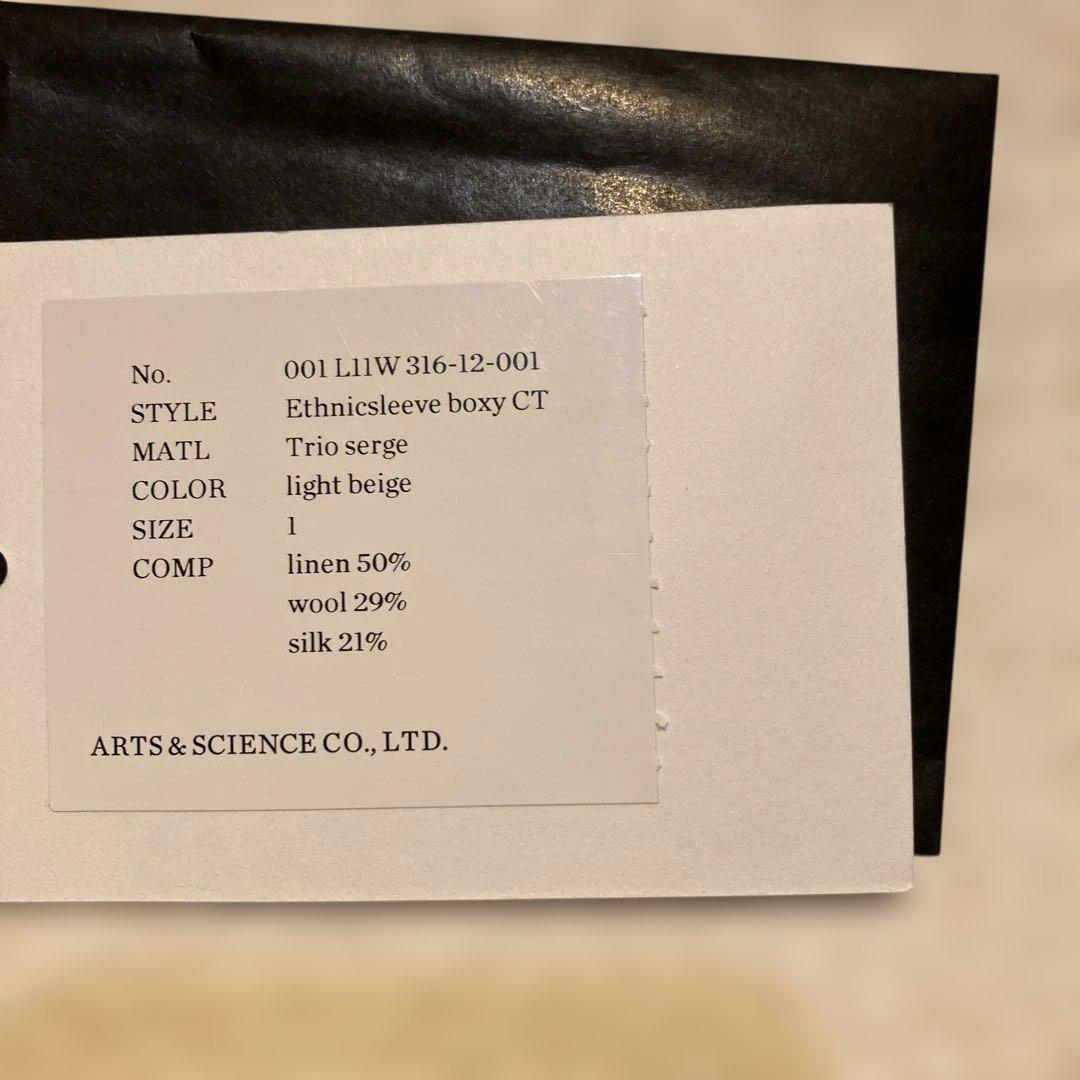 No. 001 L11W 316-12-001
STYLE Ethnicsleeve boxy CT
MATL Trio serge
COLOR light beige
SIZE 1
COMP linen 50%
wool 29%
silk 21%
ARTS & SCIENCE CO., LTD.